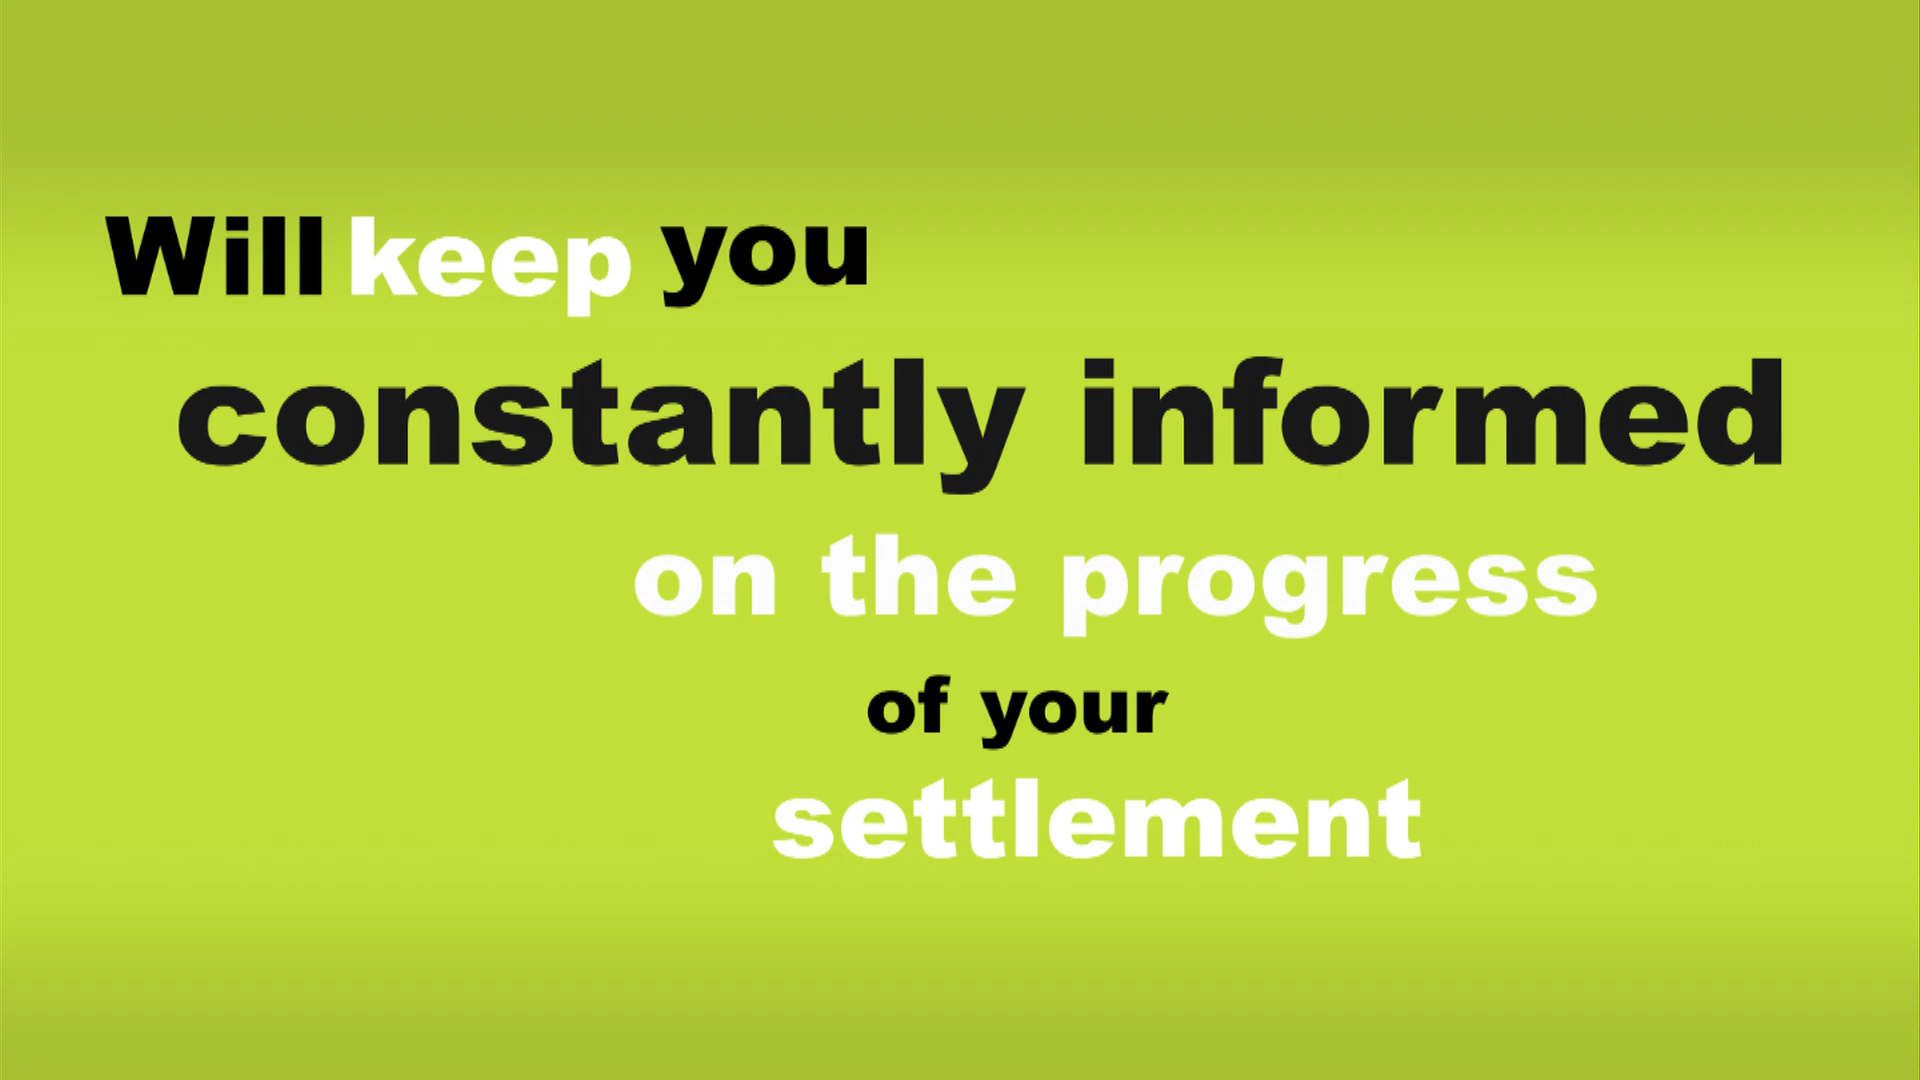 Will keep you
constantly informed
on the progress
of your
settlement